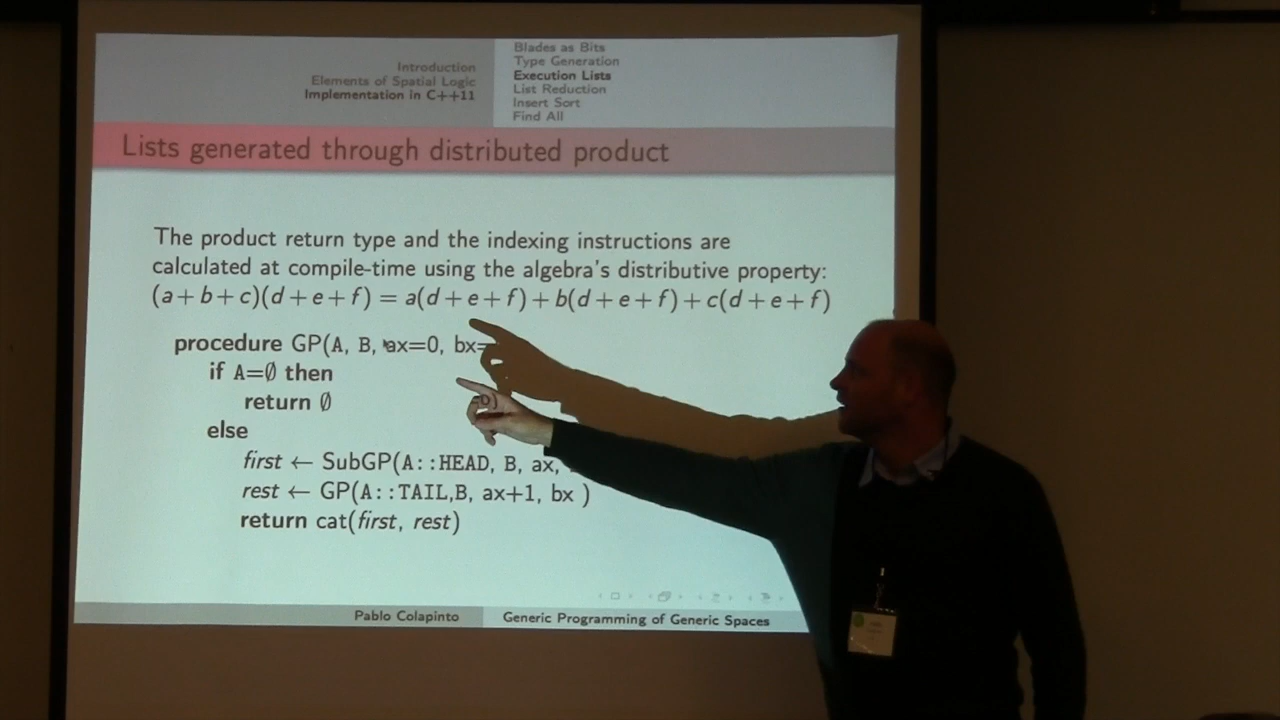 Introduction
Elements of Spatial Logic
Implementation in C++11
Blades as Bits
Type Generation
Execution Lists
List Reduction
Insert Sort
Find All
Lists generated through distributed product
The product return type and the indexing instructions are
calculated at compile-time using the algebra's distributive property:
(a+b+c)(d+e+f) = a(d+e+f)+b(d+e+f)+c(d+e+f)
procedure GP(A, B, ax=0, bx=
if A=∅ then
return ∅
else
first ← SubGP(A::HEAD, B, ax,
rest ← GP(A::TAIL,B, ax+1, bx )
return cat(first, rest)
Pablo Colapinto
Generic Programming of Generic Spaces